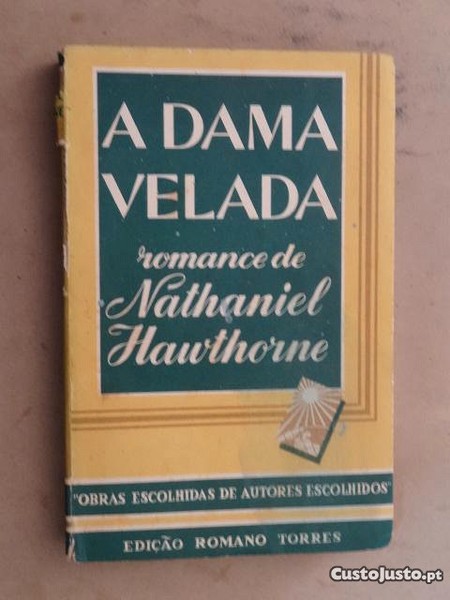 A DAMA
VELADA
romance de
Nathaniel
Hawthorne
"OBRAS ESCOLHIDAS DE AUTORES ESCOLHIDOS"
EDIÇÃO ROMANO TORRES
CustoJusto.pt